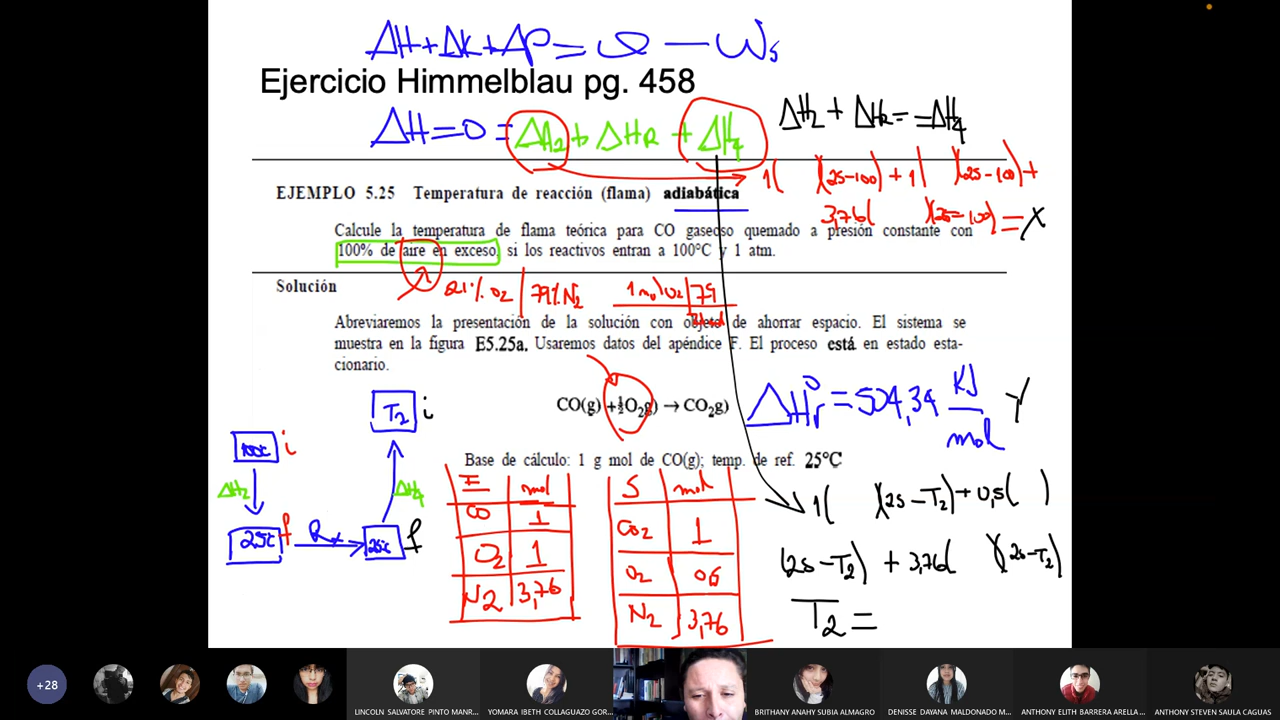 ΔH+ΔK+ΔP= Q - Ws
Ejercicio Himmelblau pg. 458
ΔH=0 = ΔH2 + ΔHR + ΔH4
ΔH2 + ΔHR = =ΔH4
1( )(25-100) + 1( )(25-100)+
3,76( )(25-100) = X
EJEMPLO 5.25 Temperatura de reacción (flama) adiabática
Calcule la temperatura de flama teórica para CO gaseoso quemado a presión constante con
100% de aire en exceso, si los reactivos entran a 100°C y 1 atm.
Solución
21% O2 | 79% N2
1 mol O2 | 79
Abreviaremos la presentación de la solución con objeto de ahorrar espacio. El sistema se
muestra en la figura E5.25a. Usaremos datos del apéndice F. El proceso está en estado esta-
cionario.
CO(g) +½O2g) → CO2g)
ΔH°r = 504,34 KJ/mol Y
Base de cálculo: 1 g mol de CO(g); temp. de ref. 25°C
100C i
T2 i
ΔH2
ΔH4
25C f
Rx
25C f
E mol
CO 1
O2 1
N2 3,76
S mol
CO2 1
O2 0,5
N2 3,76
1( )(25-T2)+0,5( )
(25-T2) + 3,76( )(25-T2)
T2 =
+28
LINCOLN SALVATORE PINTO MANR...
YOMARA IBETH COLLAGUAZO GOR...
BRITHANY ANAHY SUBIA ALMAGRO
DENISSE DAYANA MALDONADO M...
ANTHONY ELITH BARRERA ARELLA...
ANTHONY STEVEN SAULA CAGUAS